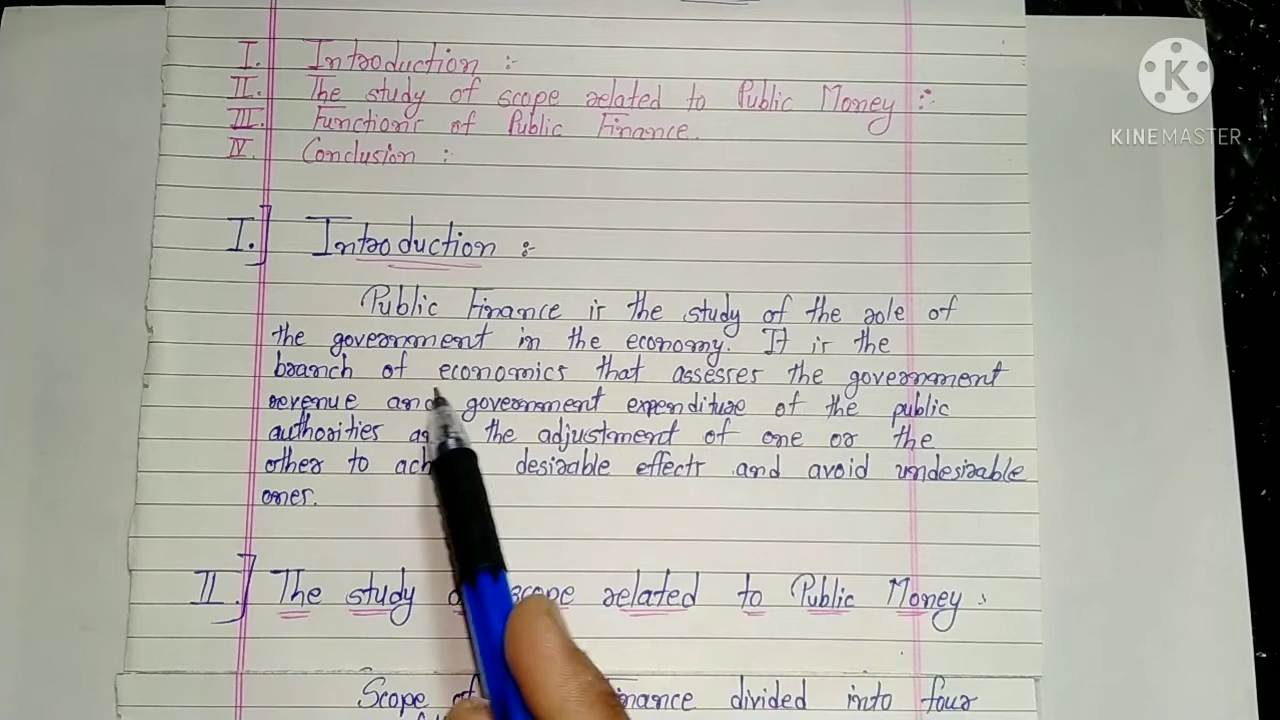 I. Introduction :-
II. The study of scope related to Public Money :-
III. Functions of Public Finance.
IV. Conclusion :
I.] Introduction :-
Public Finance is the study of the role of
the government in the economy. It is the
branch of economics that assesses the government
revenue and government expenditure of the public
authorities the adjustment of one or the
other to desirable effects and avoid undesirable
ones.
II.] The study scope related to Public Money :
Scope of divided into four
K
KINEMASTER